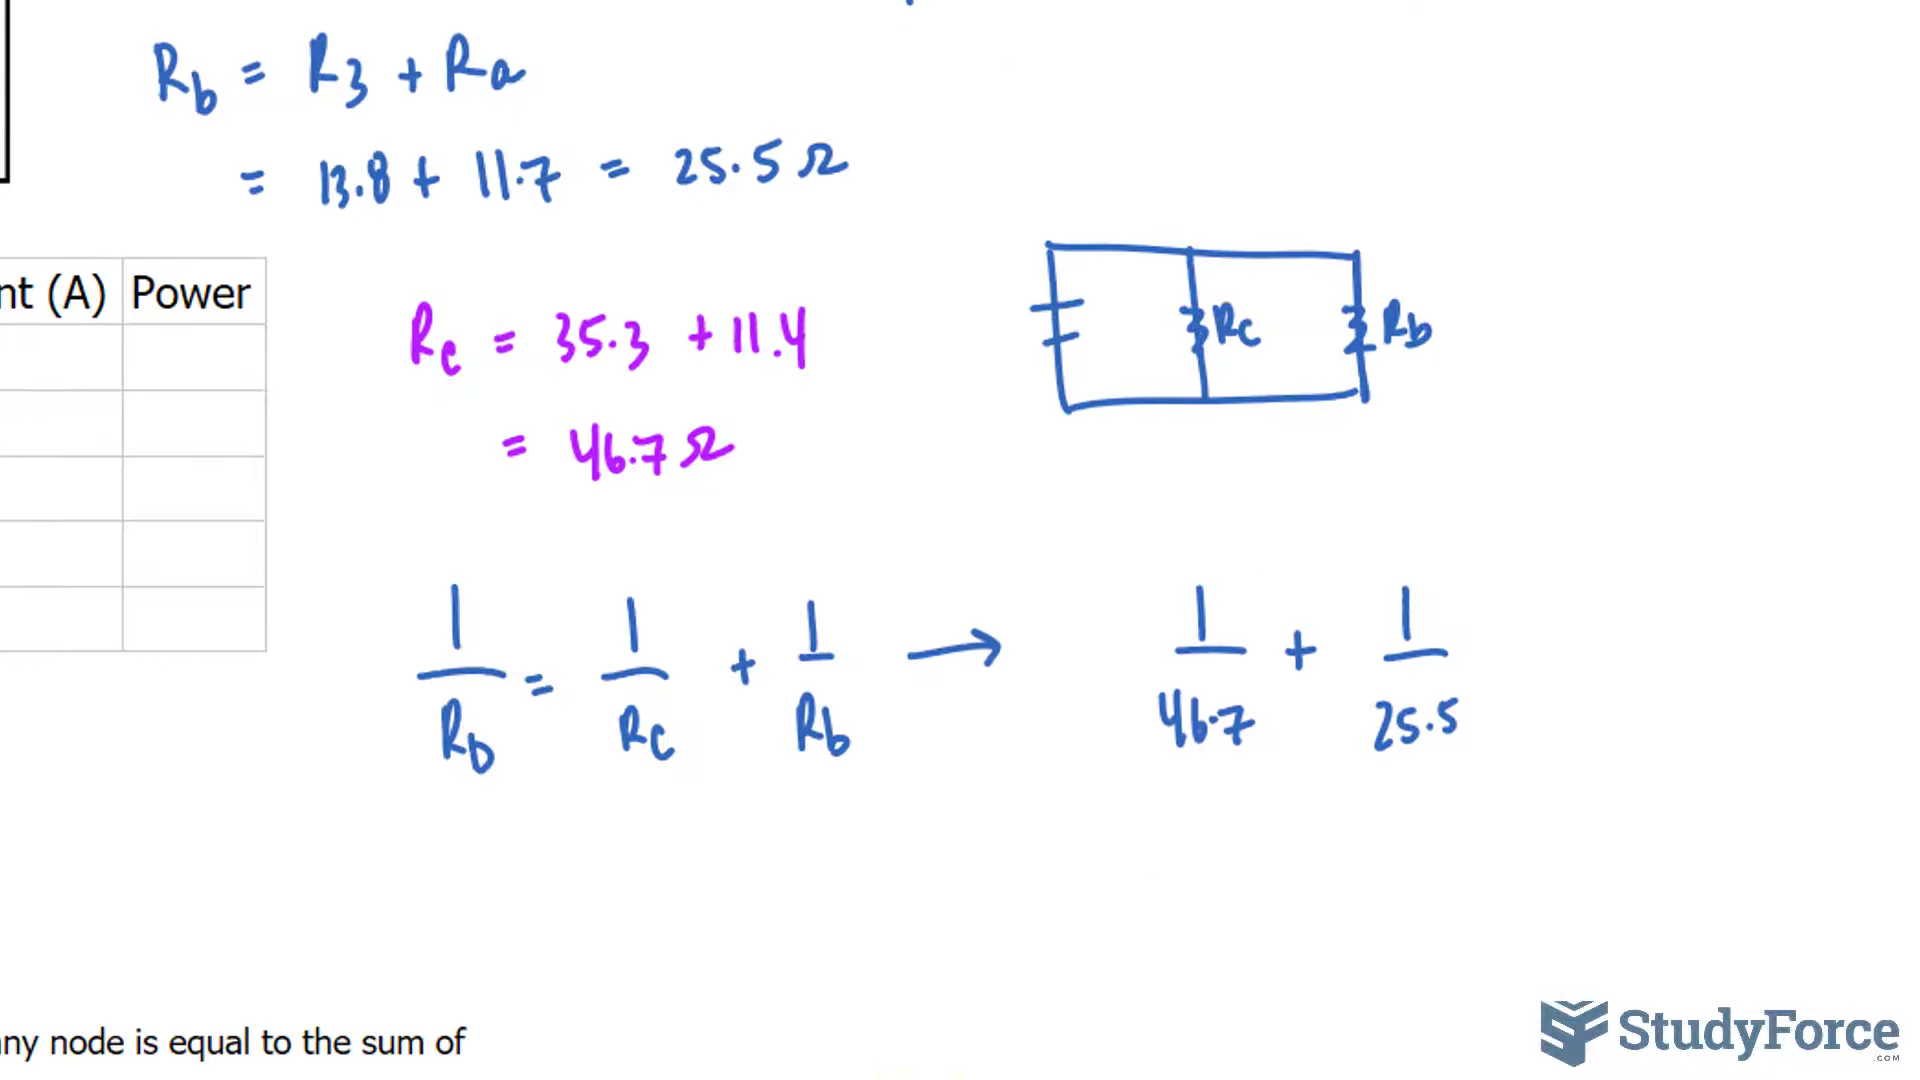 Rb = R3 + Ra
= 13.8 + 11.7 = 25.5 Ω
nt (A) Power
Rc = 35.3 + 11.4
= 46.7 Ω
Rc Rb
1/RD = 1/Rc + 1/Rb → 1/46.7 + 1/25.5
any node is equal to the sum of
StudyForce
.COM